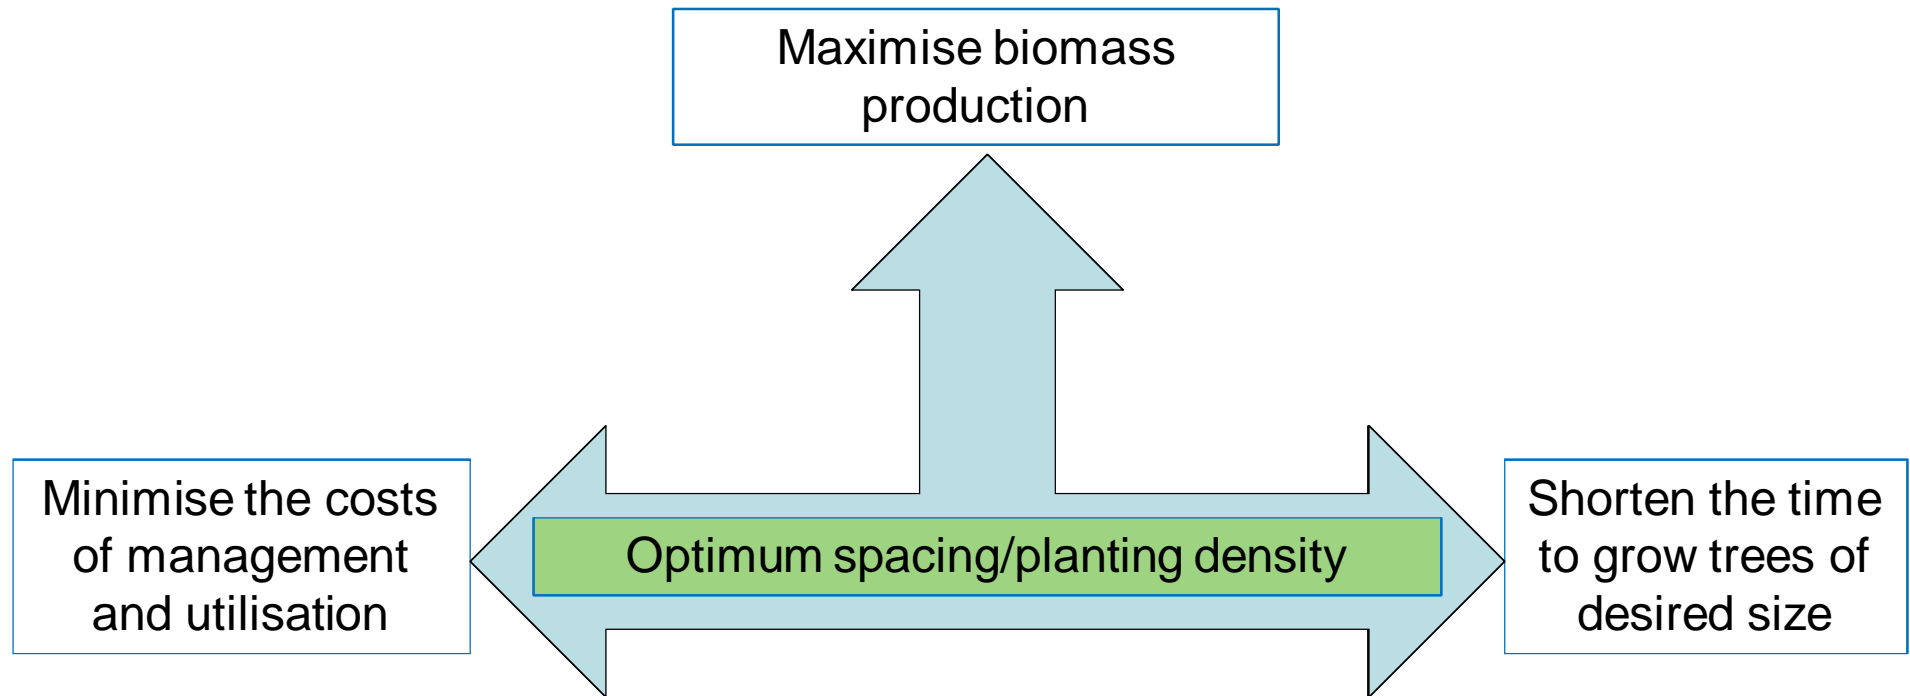 Maximise biomass
production
Minimise the costs
of management
and utilisation
Optimum spacing/planting density
Shorten the time
to grow trees of
desired size